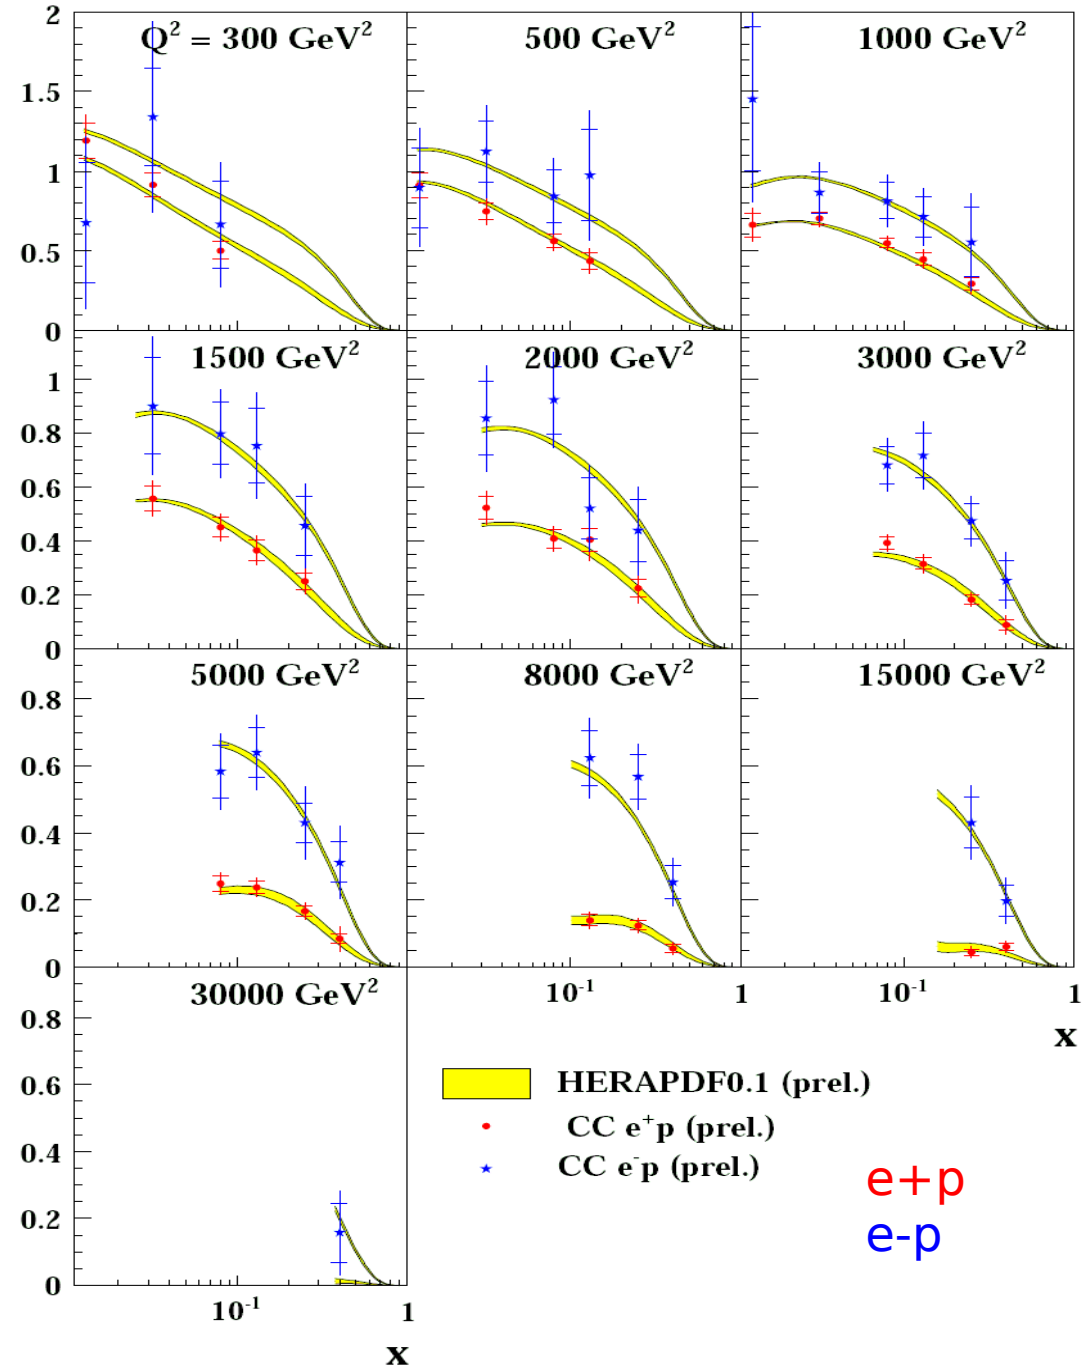 2
Q² = 300 GeV²
500 GeV²
1000 GeV²
1.5
1
0.5
0
1500 GeV²
2000 GeV²
3000 GeV²
1
0.8
0.6
0.4
0.2
0
5000 GeV²
8000 GeV²
15000 GeV²
0.8
0.6
0.4
0.2
0
10⁻¹
1
10⁻¹
1
x
30000 GeV²
0.8
0.6
0.4
0.2
0
10⁻¹
1
x
HERAPDF0.1 (prel.)
CC e⁺p (prel.)
CC e⁻p (prel.)
e+p
e-p